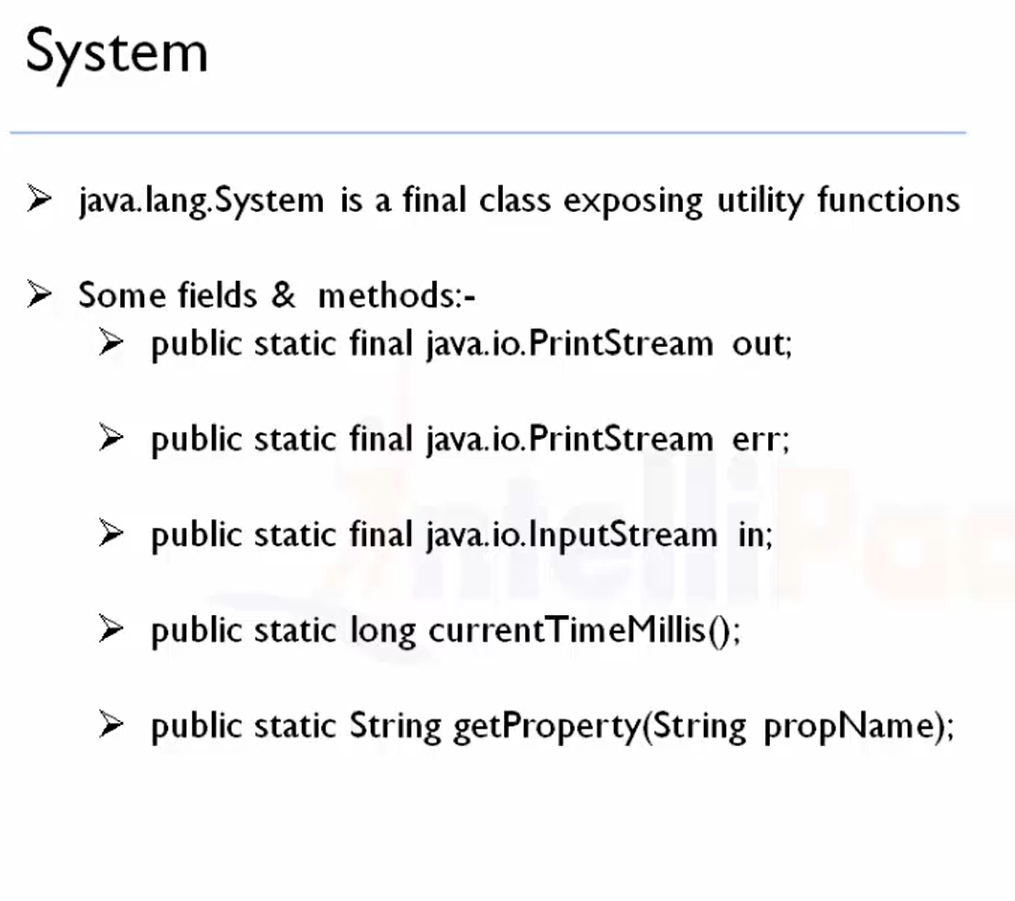 System
➢ java.lang.System is a final class exposing utility functions
➢ Some fields & methods:-
➢ public static final java.io.PrintStream out;
➢ public static final java.io.PrintStream err;
➢ public static final java.io.InputStream in;
➢ public static long currentTimeMillis();
➢ public static String getProperty(String propName);
IntelliPaa